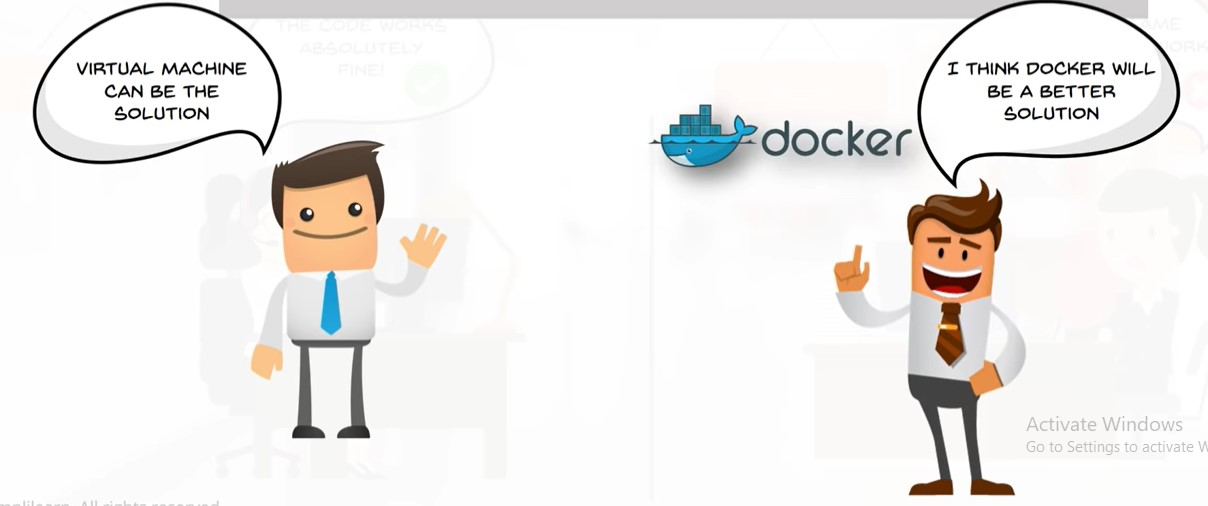 THE CODE WORKS
ABSOLUTELY
FINE!
VIRTUAL MACHINE
CAN BE THE
SOLUTION
docker
I THINK DOCKER WILL
BE A BETTER
SOLUTION
Activate Windows
Go to Settings to activate W
All rights reserved